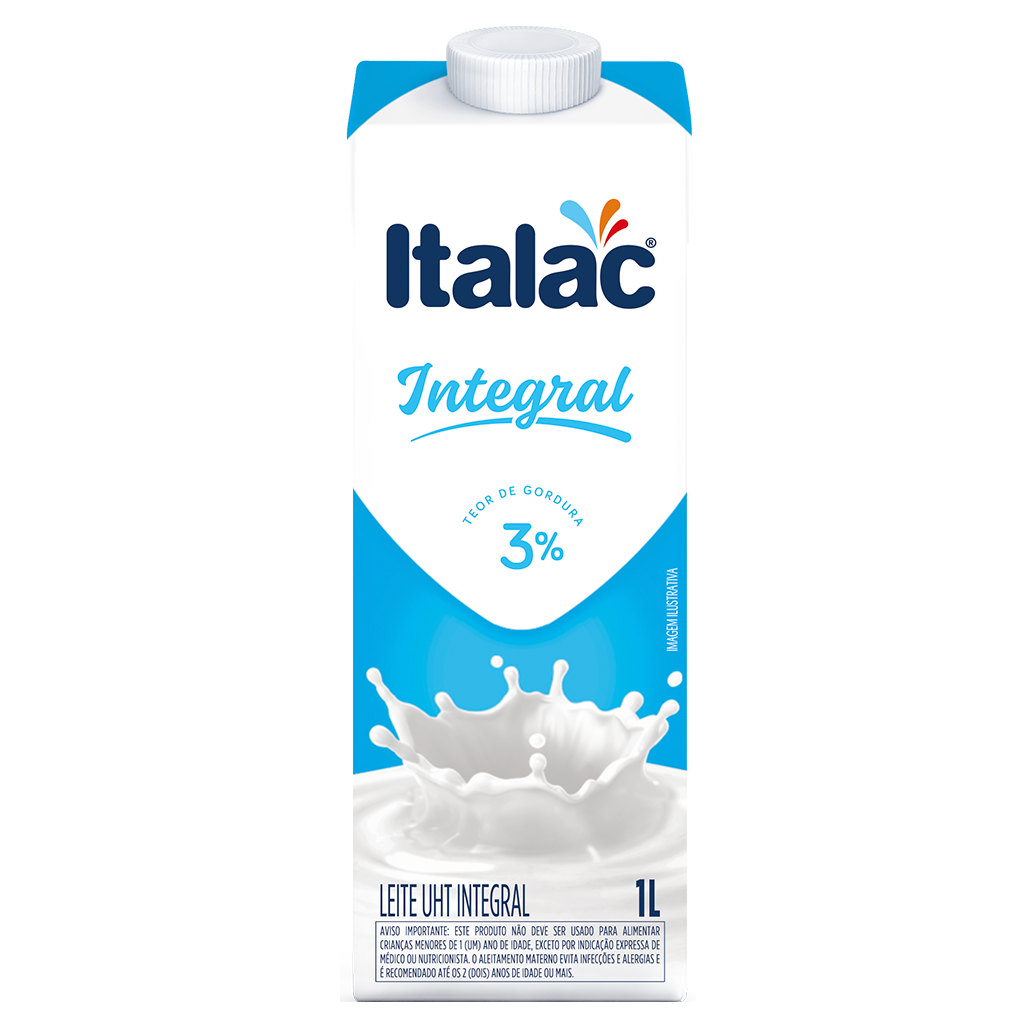 Italac®
Integral
TEOR DE GORDURA
3%
IMAGEM ILUSTRATIVA
LEITE UHT INTEGRAL 1L
AVISO IMPORTANTE: ESTE PRODUTO NÃO DEVE SER USADO PARA ALIMENTAR
CRIANÇAS MENORES DE 1 (UM) ANO DE IDADE, EXCETO POR INDICAÇÃO EXPRESSA DE
MÉDICO OU NUTRICIONISTA. O ALEITAMENTO MATERNO EVITA INFECÇÕES E ALERGIAS E
É RECOMENDADO ATÉ OS 2 (DOIS) ANOS DE IDADE OU MAIS.